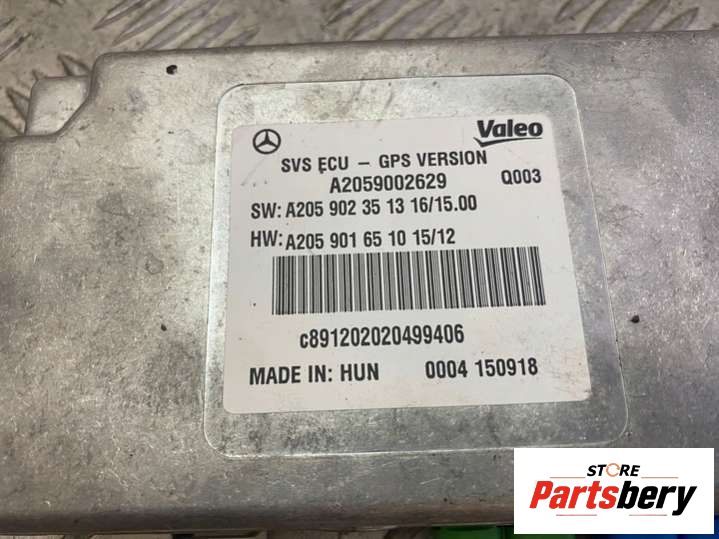 Valeo
SVS ECU - GPS VERSION
A2059002629 Q003
SW: A205 902 35 13 16/15.00
HW: A205 901 65 10 15/12
c891202020499406
MADE IN: HUN 0004 150918
STORE
Partsbery